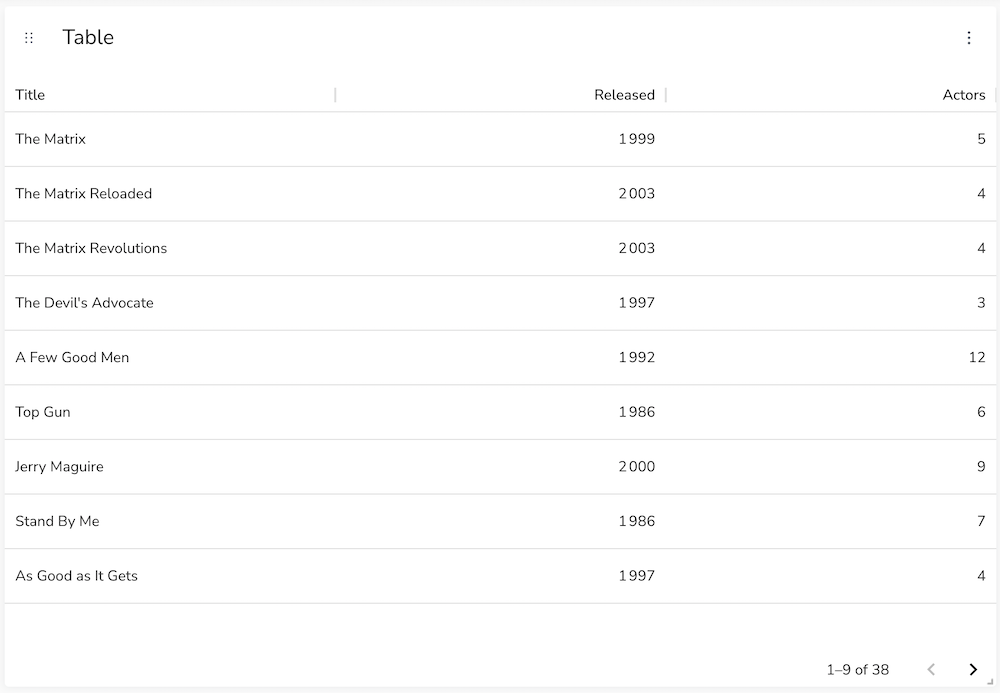 Table
Title Released Actors
The Matrix 1999 5
The Matrix Reloaded 2003 4
The Matrix Revolutions 2003 4
The Devil's Advocate 1997 3
A Few Good Men 1992 12
Top Gun 1986 6
Jerry Maguire 2000 9
Stand By Me 1986 7
As Good as It Gets 1997 4
1–9 of 38